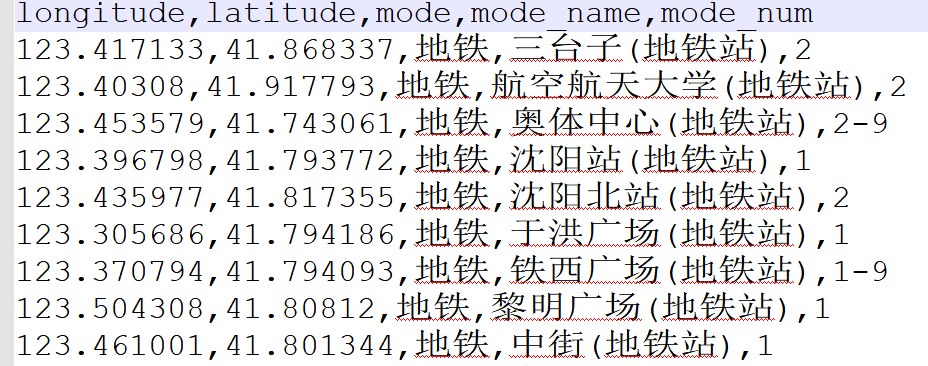 longitude,latitude,mode,mode_name,mode_num
123.417133,41.868337,地铁,三台子(地铁站),2
123.40308,41.917793,地铁,航空航天大学(地铁站),2
123.453579,41.743061,地铁,奥体中心(地铁站),2-9
123.396798,41.793772,地铁,沈阳站(地铁站),1
123.435977,41.817355,地铁,沈阳北站(地铁站),2
123.305686,41.794186,地铁,于洪广场(地铁站),1
123.370794,41.794093,地铁,铁西广场(地铁站),1-9
123.504308,41.80812,地铁,黎明广场(地铁站),1
123.461001,41.801344,地铁,中街(地铁站),1